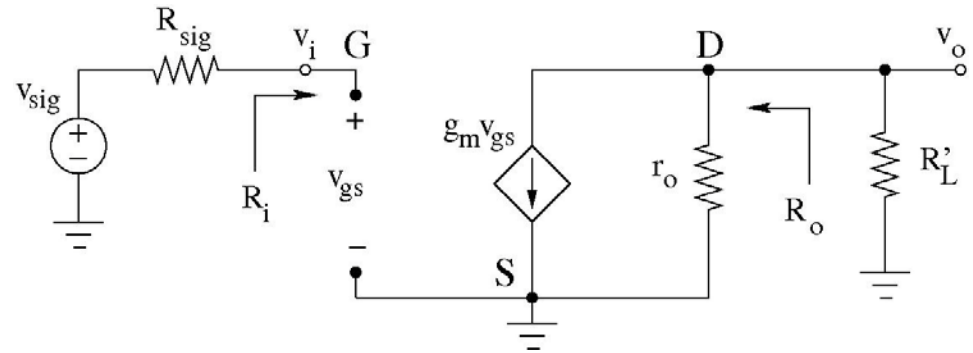 R_sig
v_i
G
D
v_o
v_sig
+
−
R_i
+
v_gs
−
g_m v_gs
r_o
R_o
R'_L
S